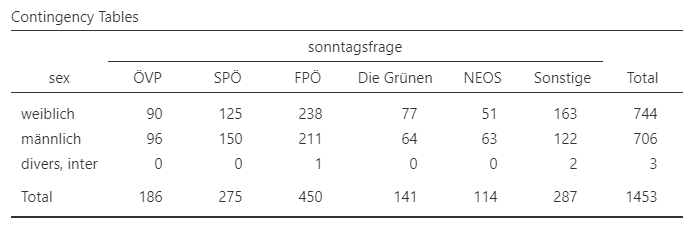 Contingency Tables
sonntagsfrage
sex ÖVP SPÖ FPÖ Die Grünen NEOS Sonstige Total
weiblich 90 125 238 77 51 163 744
männlich 96 150 211 64 63 122 706
divers, inter 0 0 1 0 0 2 3
Total 186 275 450 141 114 287 1453